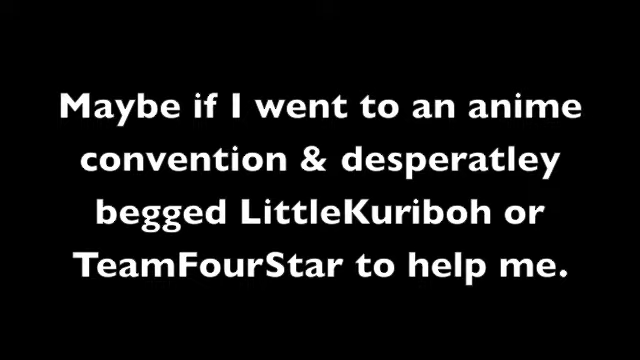 Maybe if I went to an anime
convention & desperatley
begged LittleKuriboh or
TeamFourStar to help me.